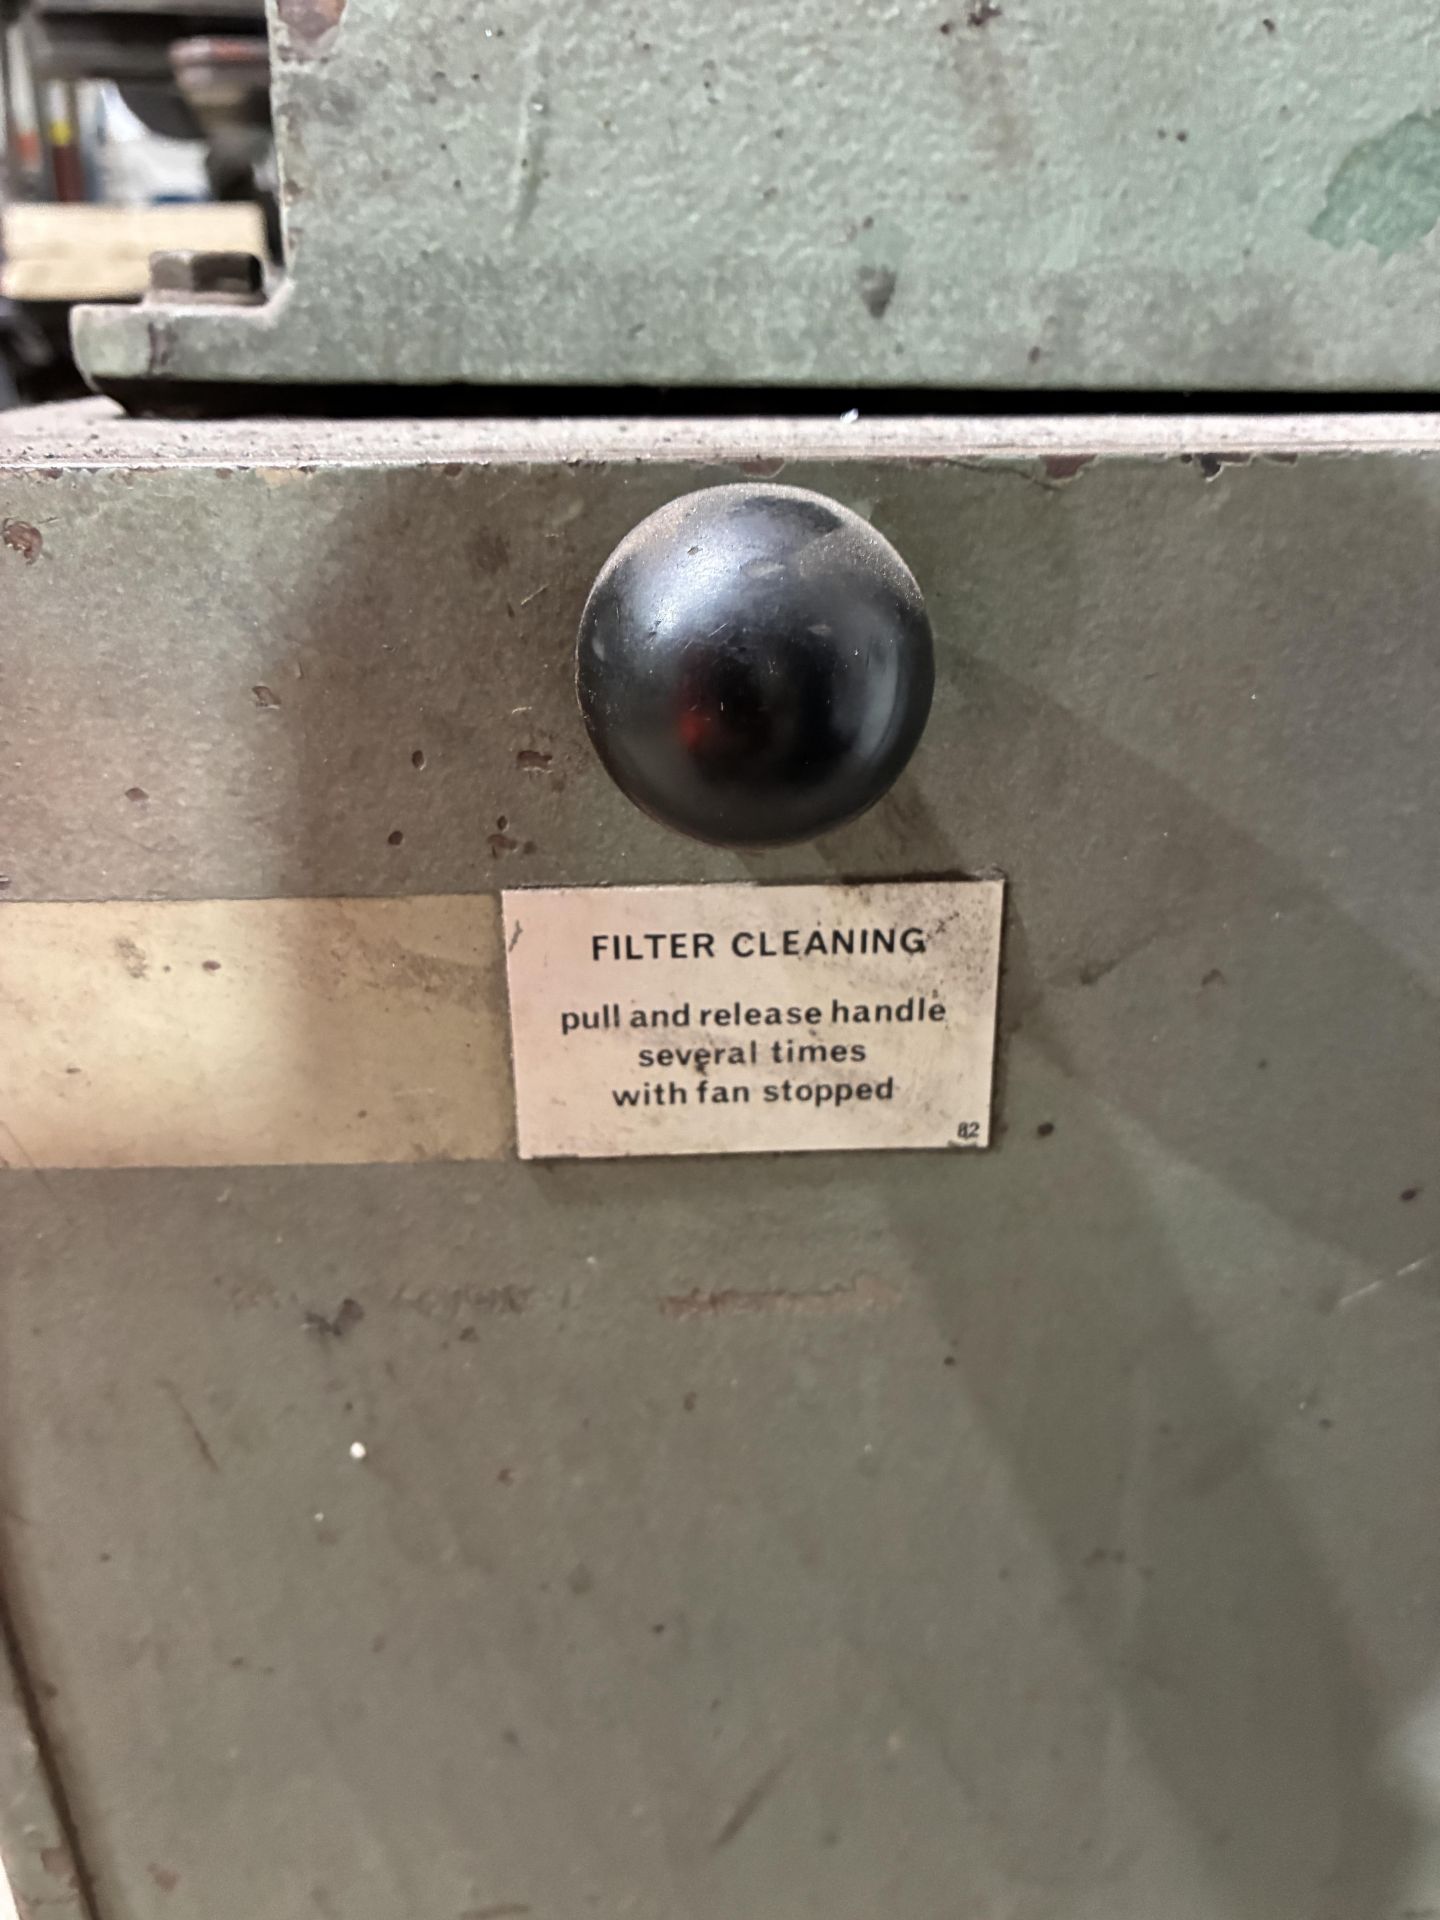 FILTER CLEANING
pull and release handle
several times
with fan stopped
82